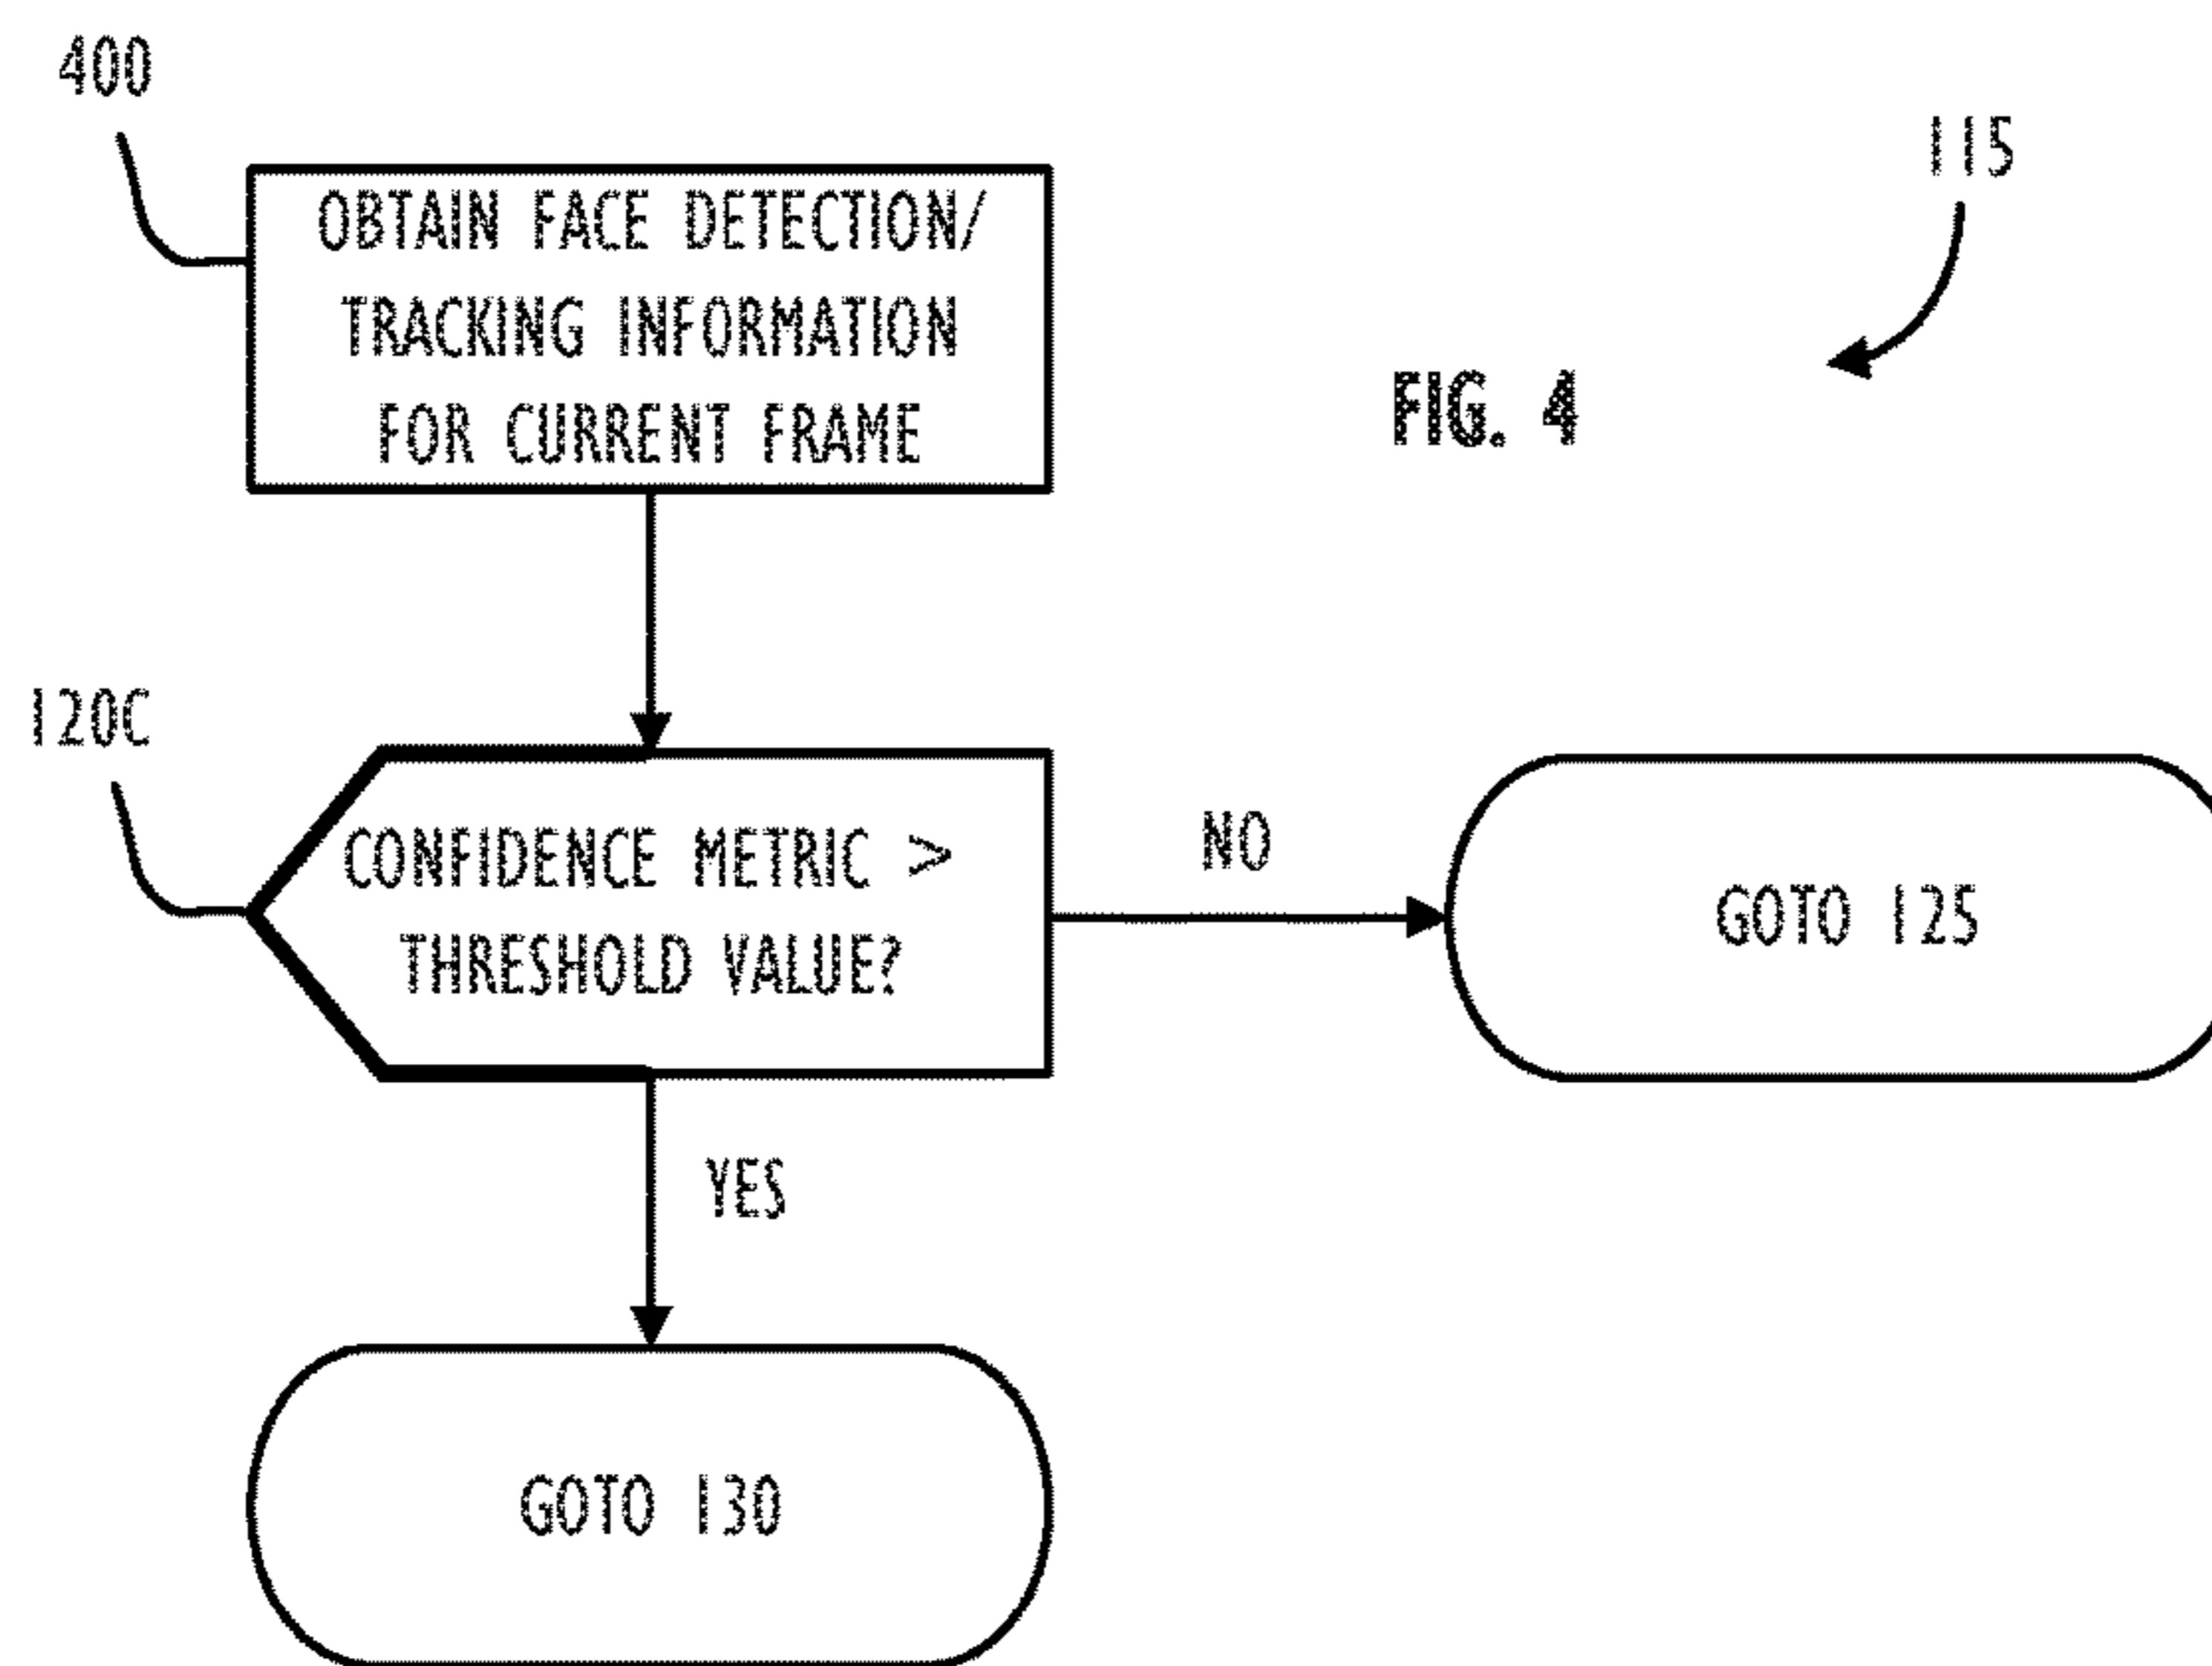 400
115
OBTAIN FACE DETECTION/
TRACKING INFORMATION
FOR CURRENT FRAME
FIG. 4
120C
CONFIDENCE METRIC >
THRESHOLD VALUE?
NO
GOTO 125
YES
GOTO 130